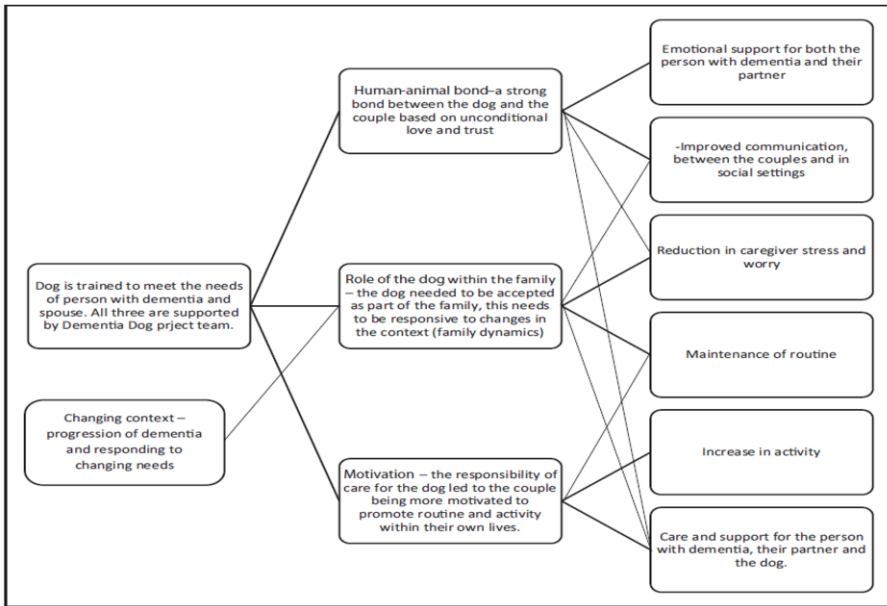 Dog is trained to meet the needs
of person with dementia and
spouse. All three are supported
by Dementia Dog prject team.
Changing context –
progression of dementia
and responding to
changing needs
Human-animal bond–a strong
bond between the dog and the
couple based on unconditional
love and trust
Role of the dog within the family
– the dog needed to be accepted
as part of the family, this needs
to be responsive to changes in
the context (family dynamics)
Motivation – the responsibility of
care for the dog led to the couple
being more motivated to
promote routine and activity
within their own lives.
Emotional support for both the
person with dementia and their
partner
-Improved communication,
between the couples and in
social settings
Reduction in caregiver stress and
worry
Maintenance of routine
Increase in activity
Care and support for the person
with dementia, their partner and
the dog.